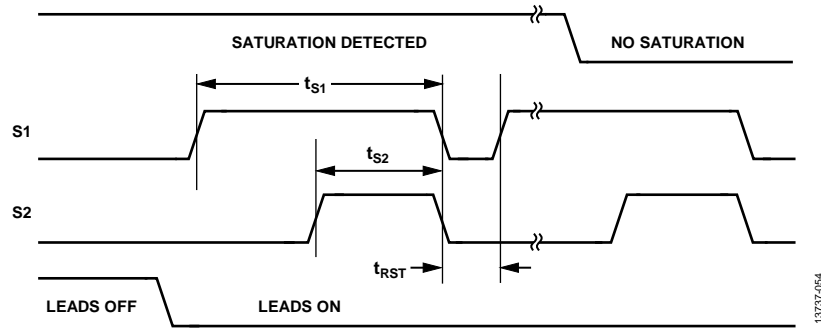 SATURATION DETECTED
NO SATURATION
tS1
S1
tS2
S2
tRST
LEADS OFF
LEADS ON
13737-054